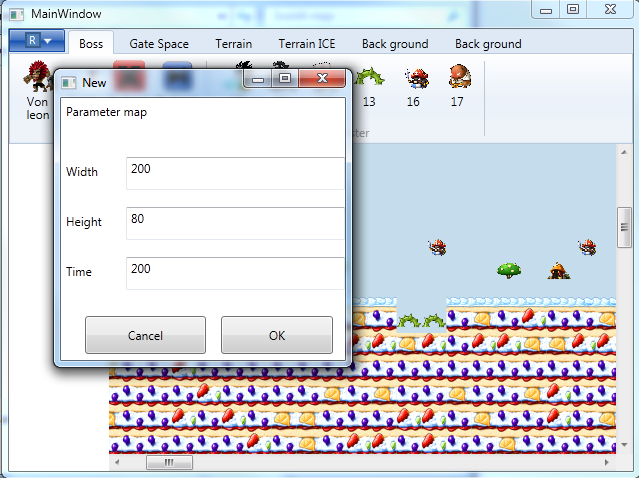 MainWindow
R
Boss Gate Space Terrain Terrain ICE Back ground Back ground
Von
leon
13 16 17
New
Parameter map
Width 200
Height 80
Time 200
Cancel OK